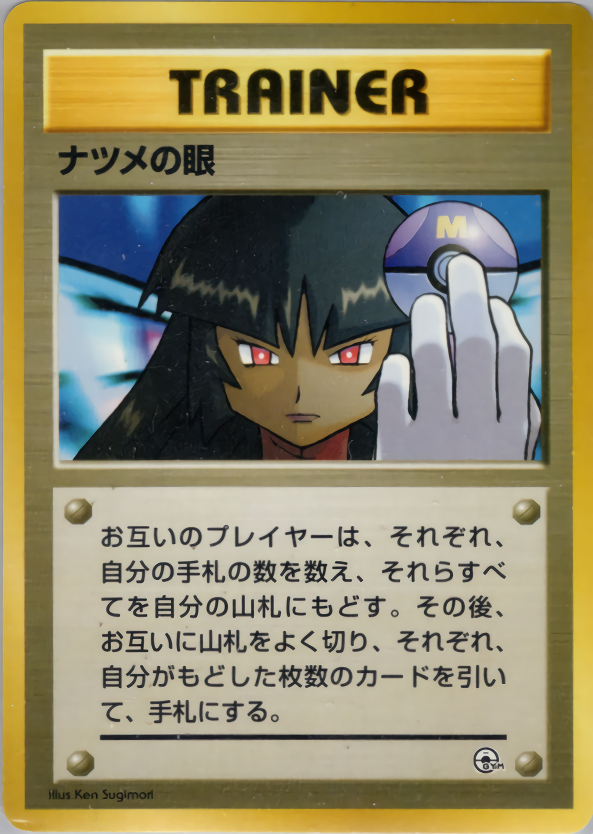 TRAINER
ナツメの眼
M
お互いのプレイヤーは、それぞれ、
自分の手札の数を数え、それらすべ
てを自分の山札にもどす。その後、
お互いに山札をよく切り、それぞれ、
自分がもどした枚数のカードを引い
て、手札にする。
GYM
Illus.Ken Sugimori